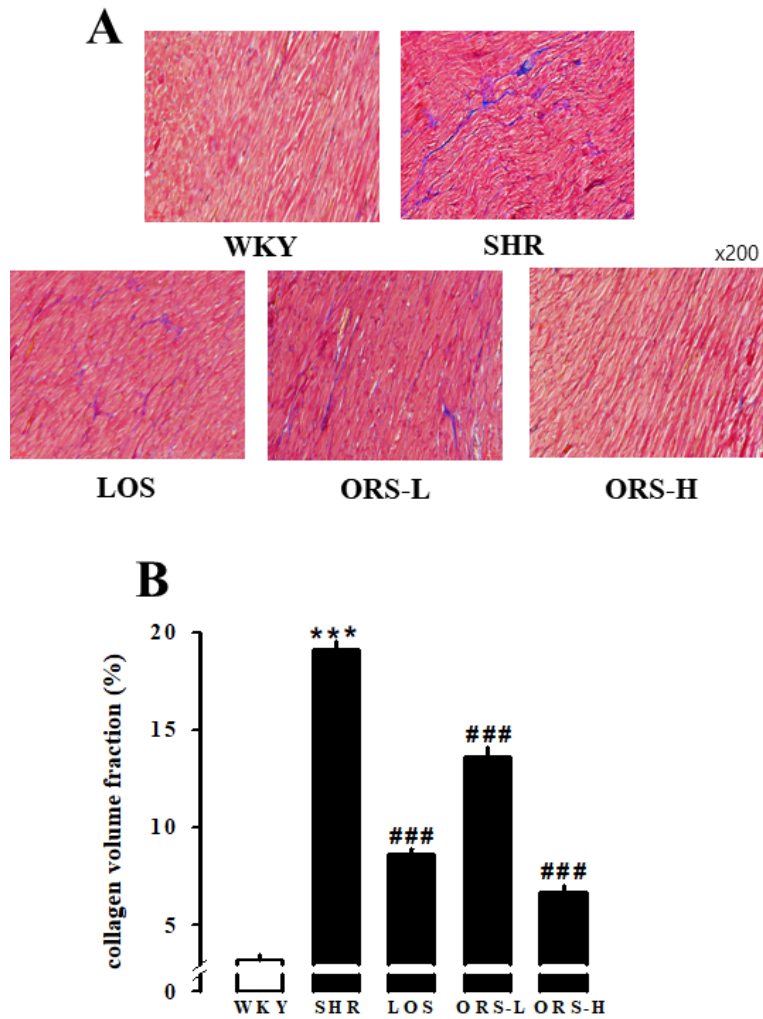 A
WKY
SHR
x200
LOS
ORS-L
ORS-H
B
collagen volume fraction (%)
20
15
10
5
0
***
###
###
###
WKY SHR LOS ORS-L ORS-H